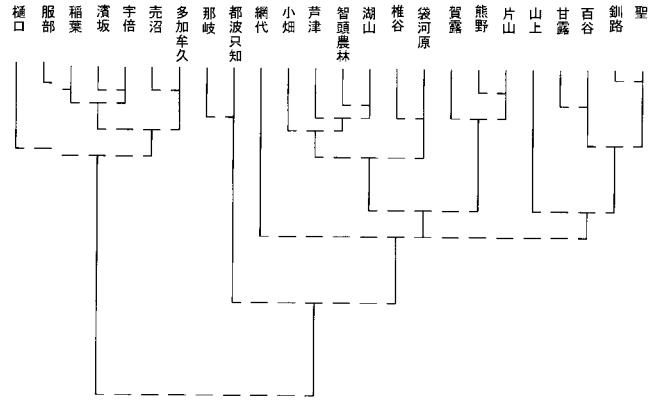 樋口
服部
稲葉
濱坂
宇倍
売沼
多加牟久
那岐
都波只知
網代
小畑
芦津
智頭農林
湖山
椎谷
袋河原
賀露
熊野
片山
山上
甘露
百谷
釧路
聖